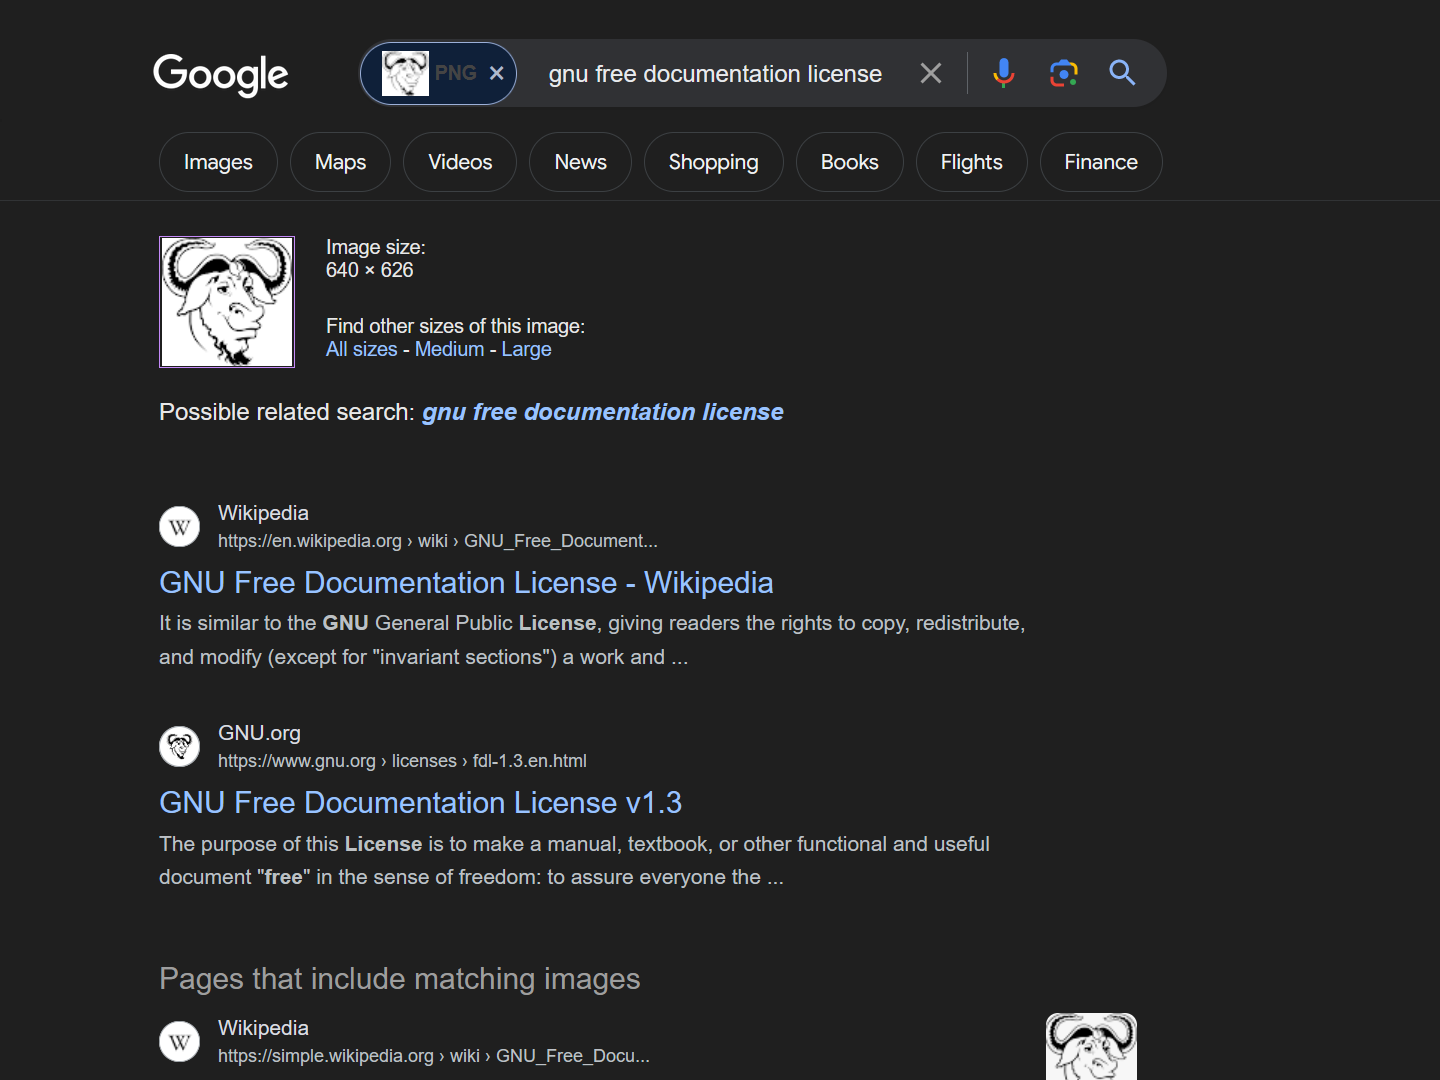 Google
PNG × gnu free documentation license
Images Maps Videos News Shopping Books Flights Finance
Image size:
640 × 626
Find other sizes of this image:
All sizes - Medium - Large
Possible related search: gnu free documentation license
W
Wikipedia
https://en.wikipedia.org › wiki › GNU_Free_Document...
GNU Free Documentation License - Wikipedia
It is similar to the GNU General Public License, giving readers the rights to copy, redistribute,
and modify (except for "invariant sections") a work and ...
GNU.org
https://www.gnu.org › licenses › fdl-1.3.en.html
GNU Free Documentation License v1.3
The purpose of this License is to make a manual, textbook, or other functional and useful
document "free" in the sense of freedom: to assure everyone the ...
Pages that include matching images
W
Wikipedia
https://simple.wikipedia.org › wiki › GNU_Free_Docu...